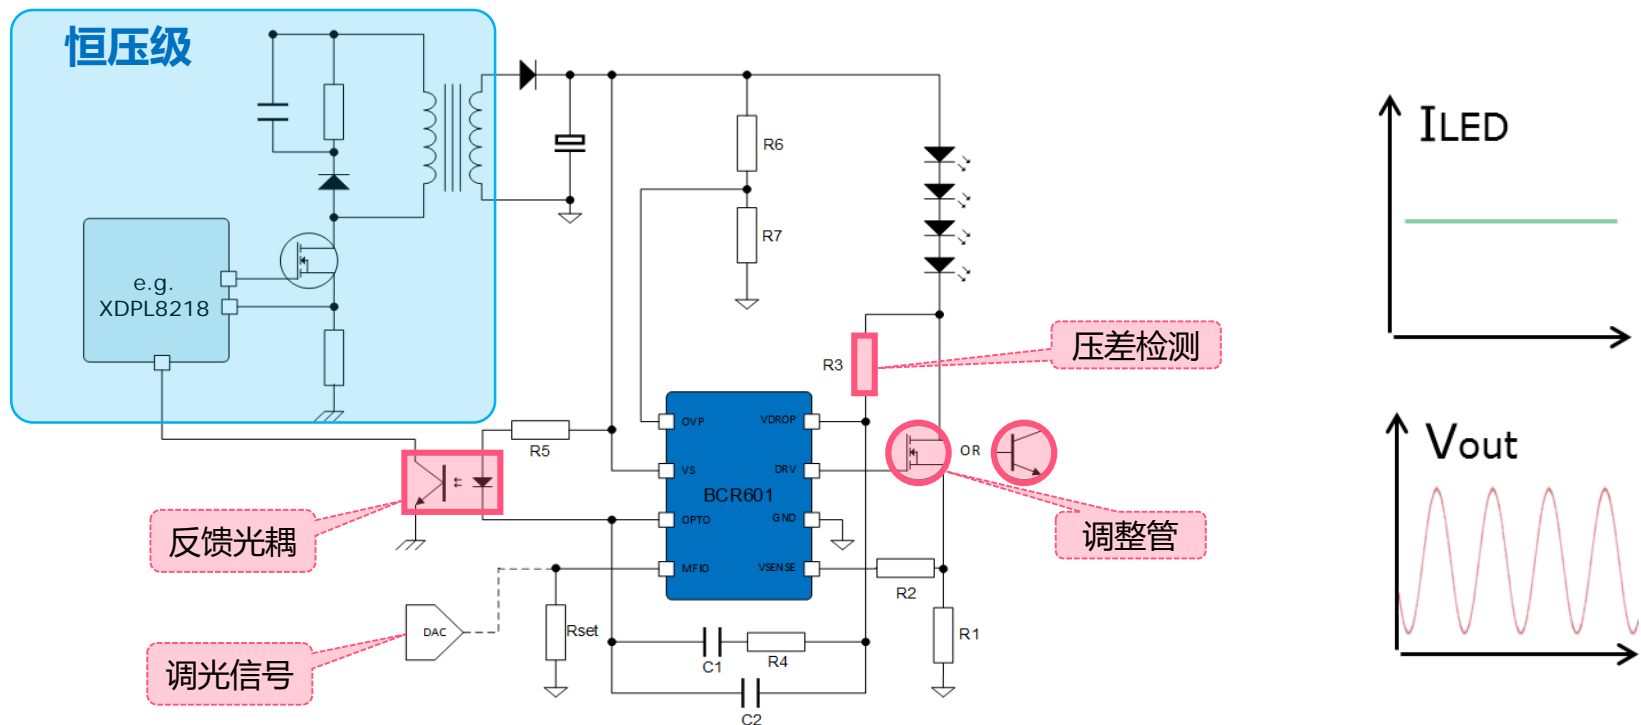 恒压级
e.g.
XDPL8218
R6
R7
ILED
R3
压差检测
OVP
VDROP
VS
DRV
BCR601
OPTO
GND
MFIO
VSENSE
R5
OR
Vout
反馈光耦
调整管
R2
R1
DAC
Rset
调光信号
C1
R4
C2